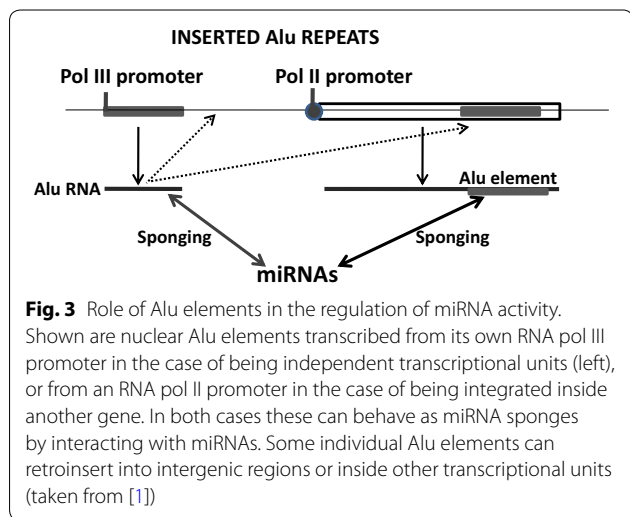 INSERTED Alu REPEATS
Pol III promoter
Pol II promoter
Alu RNA
Alu element
Sponging
Sponging
miRNAs
Fig. 3 Role of Alu elements in the regulation of miRNA activity.
Shown are nuclear Alu elements transcribed from its own RNA pol III
promoter in the case of being independent transcriptional units (left),
or from an RNA pol II promoter in the case of being integrated inside
another gene. In both cases these can behave as miRNA sponges
by interacting with miRNAs. Some individual Alu elements can
retroinsert into intergenic regions or inside other transcriptional units
(taken from [1])